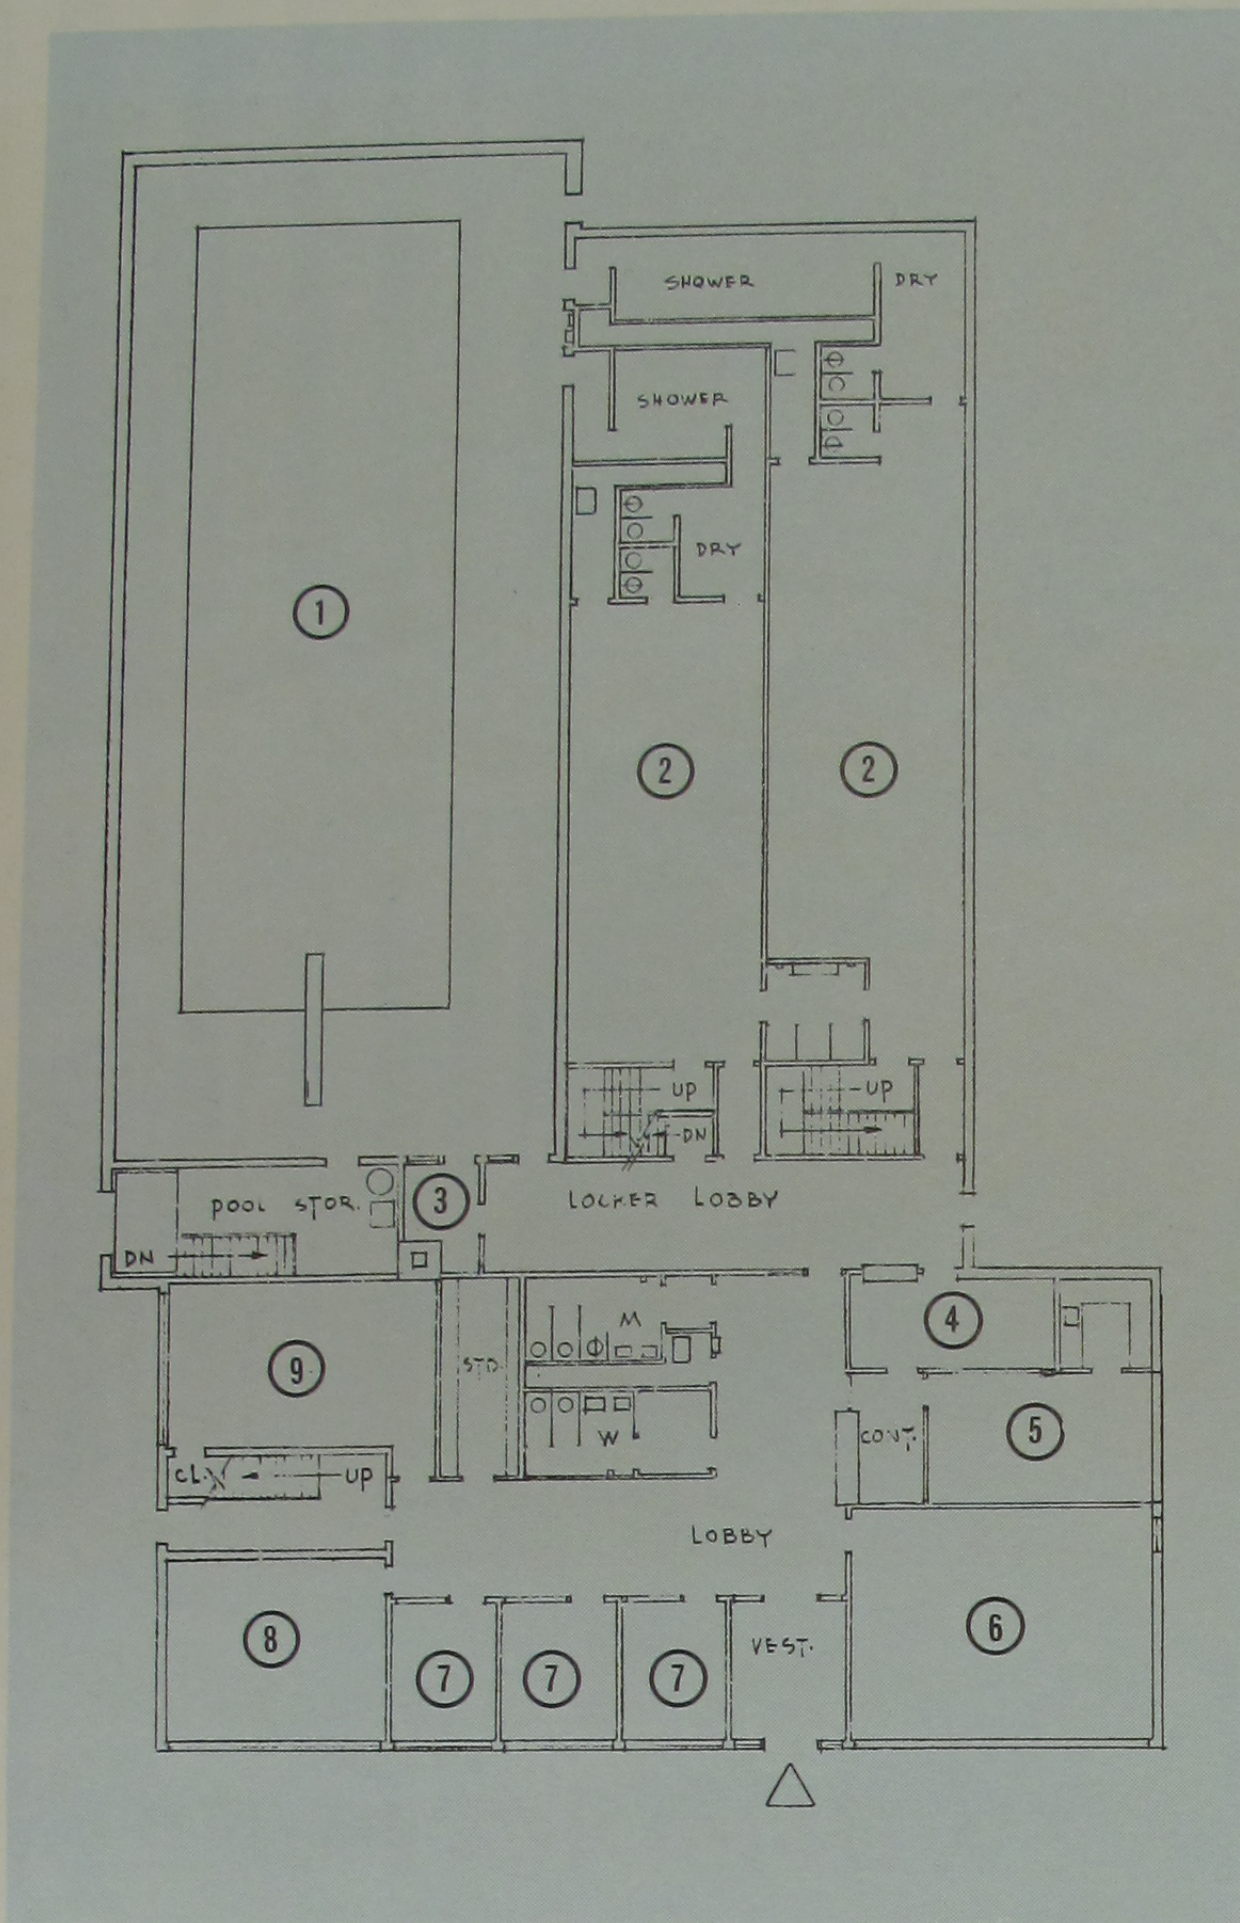 SHOWER DRY
SHOWER
DRY
1
2 2
UP UP
DN
POOL STOR. 3 LOCKER LOBBY
DN
4
M
9 STO.
5
CONT.
W
CL. UP
LOBBY
6
8
VEST.
7 7 7